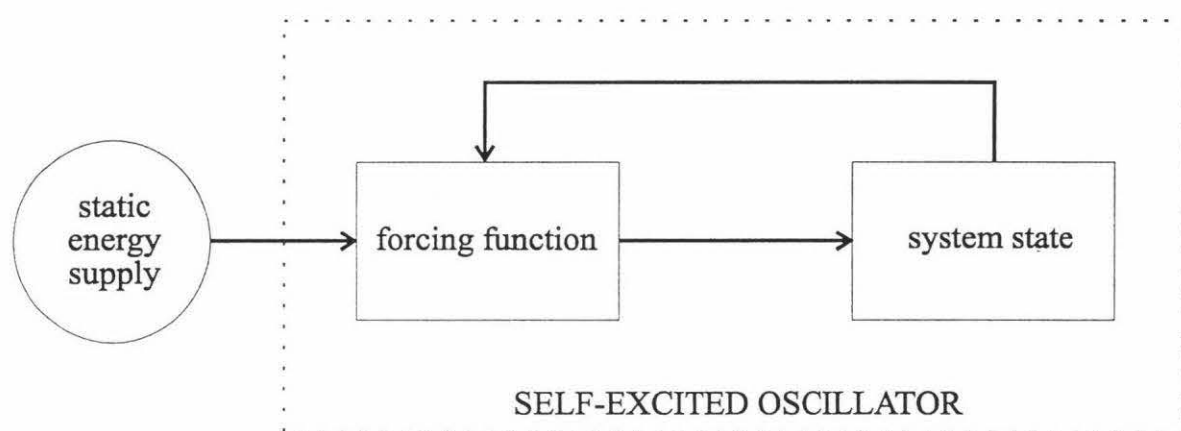 static
energy
supply
forcing function
system state
SELF-EXCITED OSCILLATOR